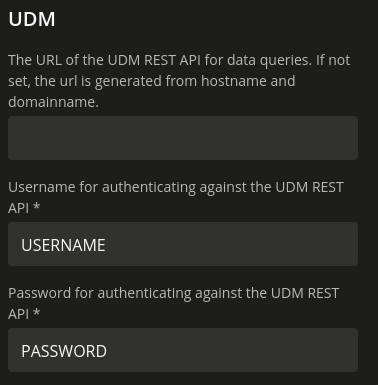 UDM
The URL of the UDM REST API for data queries. If not
set, the url is generated from hostname and
domainname.
Username for authenticating against the UDM REST
API *
USERNAME
Password for authenticating against the UDM REST
API *
PASSWORD